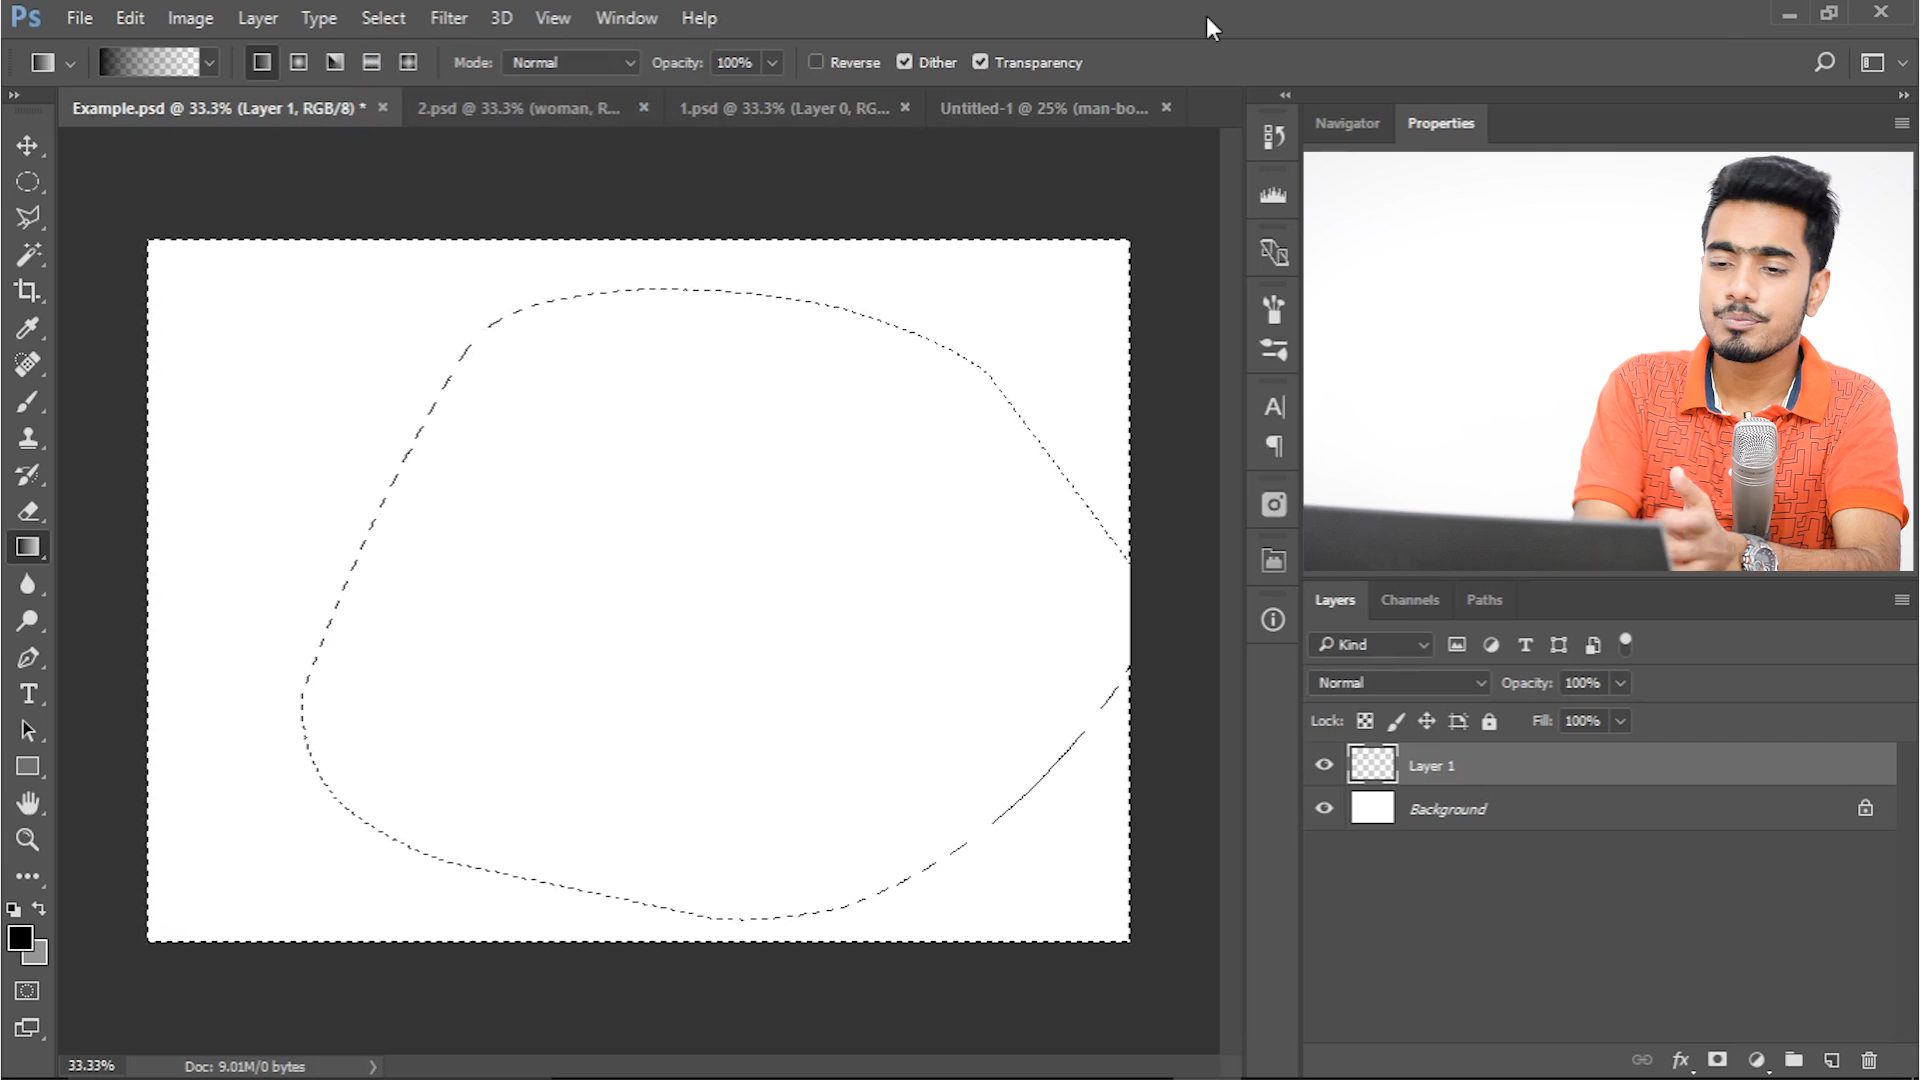 Ps File Edit Image Layer Type Select Filter 3D View Window Help
Mode: Normal Opacity: 100% Reverse Dither Transparency
Example.psd @ 33.3% (Layer 1, RGB/8) * 2.psd @ 33.3% (woman, R... 1.psd @ 33.3% (Layer 0, RG... Untitled-1 @ 25% (man-bo...
Navigator Properties
Layers Channels Paths
Kind
Normal Opacity: 100%
Lock: Fill: 100%
Layer 1
Background
fx
33.33% Doc: 9.01M/0 bytes